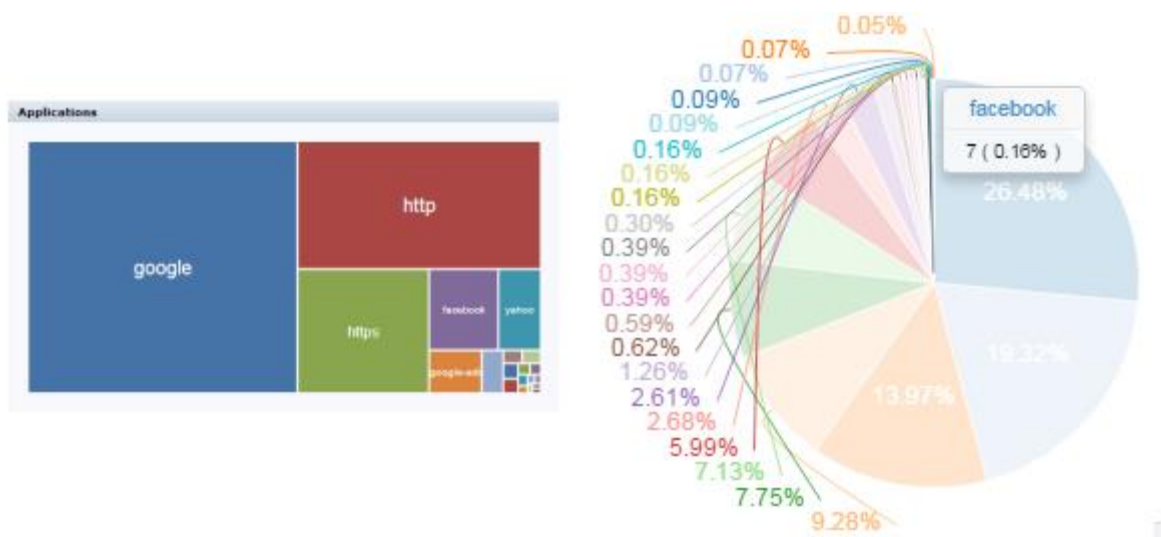 Applications
google
http
https
facebook
yahoo
google-ads
0.05%
0.07%
0.07%
0.09%
0.09%
0.16%
0.16%
0.16%
0.30%
0.39%
0.39%
0.39%
0.59%
0.62%
1.26%
2.61%
2.68%
5.99%
7.13%
7.75%
9.28%
facebook
7 ( 0.16% )
26.48%
19.32%
13.97%